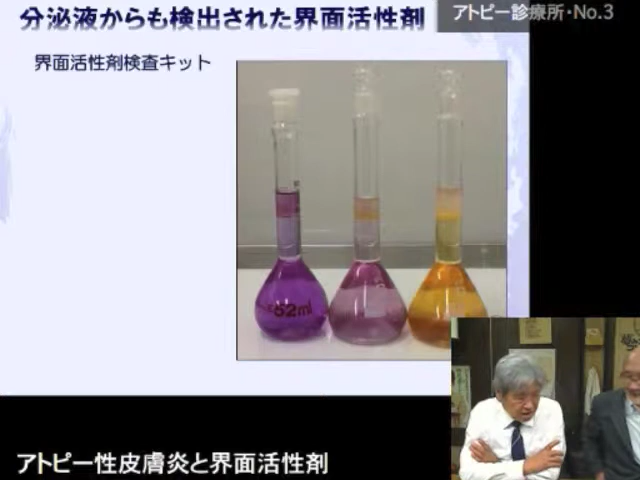 分泌液からも検出された界面活性剤
アトピー診療所・No.3
界面活性剤検査キット
アトピー性皮膚炎と界面活性剤